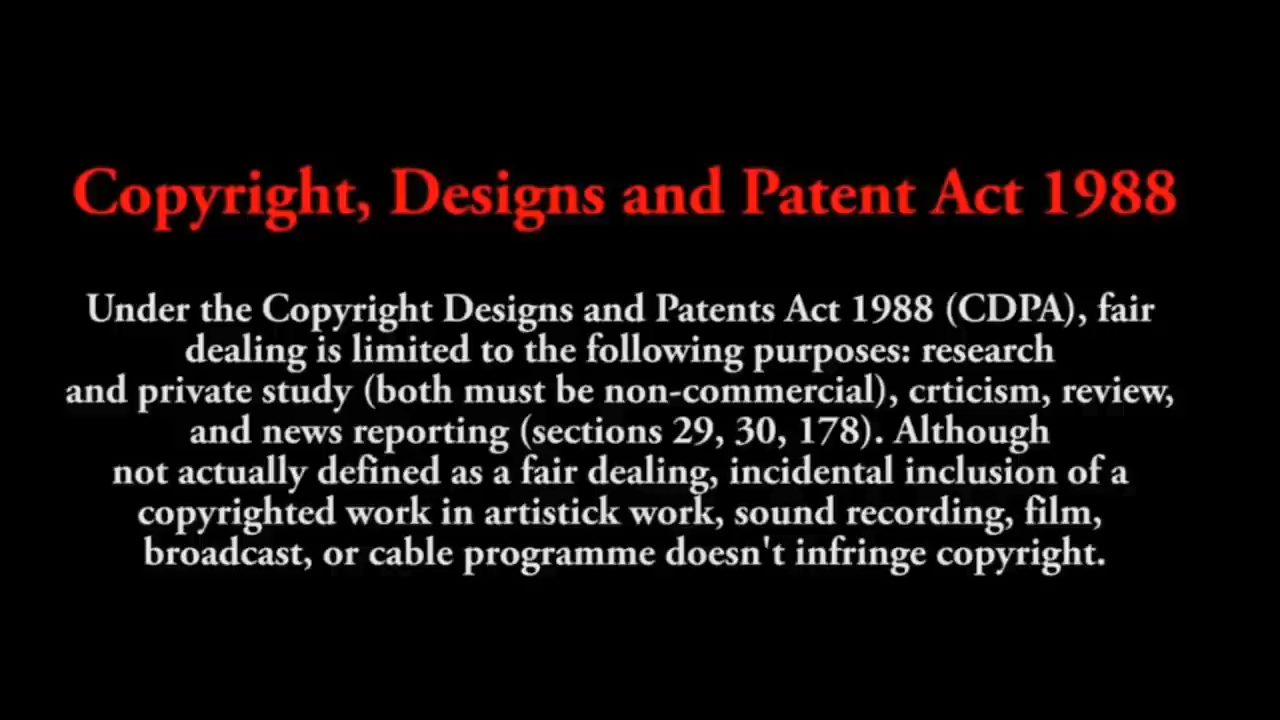 Copyright, Designs and Patent Act 1988
Under the Copyright Designs and Patents Act 1988 (CDPA), fair
dealing is limited to the following purposes: research
and private study (both must be non-commercial), crticism, review,
and news reporting (sections 29, 30, 178). Although
not actually defined as a fair dealing, incidental inclusion of a
copyrighted work in artistick work, sound recording, film,
broadcast, or cable programme doesn't infringe copyright.